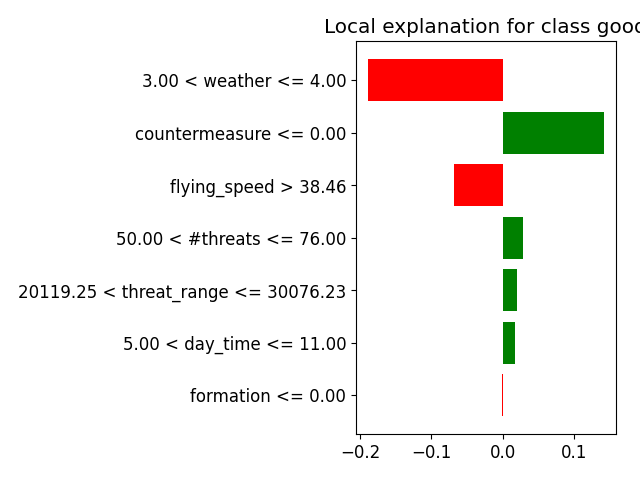 Local explanation for class good
3.00 < weather <= 4.00
countermeasure <= 0.00
flying_speed > 38.46
50.00 < #threats <= 76.00
20119.25 < threat_range <= 30076.23
5.00 < day_time <= 11.00
formation <= 0.00
−0.2 −0.1 0.0 0.1